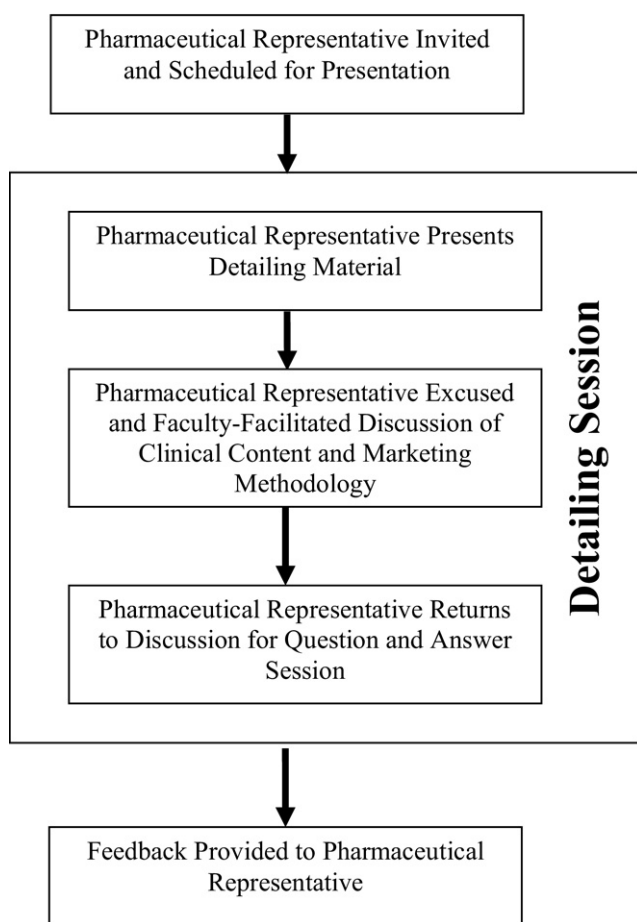 Pharmaceutical Representative Invited
and Scheduled for Presentation
Pharmaceutical Representative Presents
Detailing Material
Pharmaceutical Representative Excused
and Faculty-Facilitated Discussion of
Clinical Content and Marketing
Methodology
Pharmaceutical Representative Returns
to Discussion for Question and Answer
Session
Detailing Session
Feedback Provided to Pharmaceutical
Representative